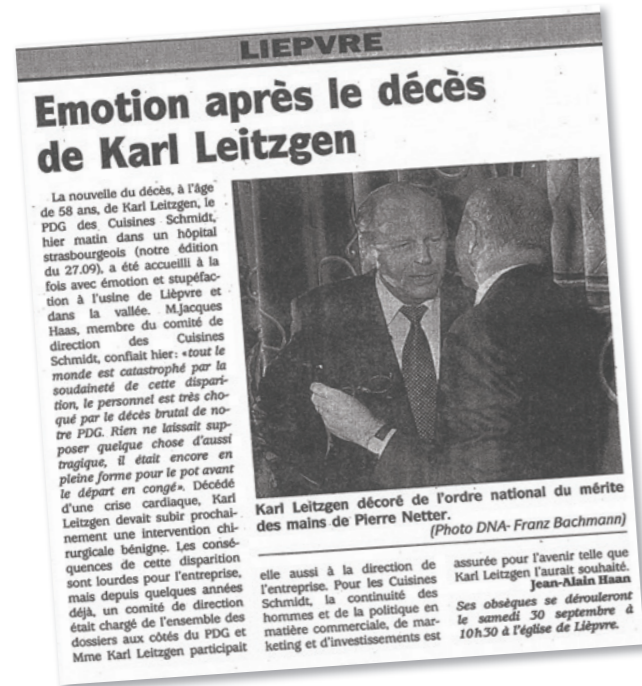 LIEPVRE
Emotion après le décès
de Karl Leitzgen
La nouvelle du décès, à l'âge
de 58 ans, de Karl Leitzgen, le
PDG des Cuisines Schmidt,
hier matin dans un hôpital
strasbourgeois (notre édition
du 27.09), a été accueilli à la
fois avec émotion et stupéfac-
tion à l'usine de Lièpvre et
dans la vallée. M.Jacques
Haas, membre du comité de
direction des Cuisines
Schmidt, confiait hier: «tout le
monde est catastrophé par la
soudaineté de cette dispari-
tion, le personnel est très cho-
qué par le décès brutal de no-
tre PDG. Rien ne laissait sup-
poser quelque chose d'aussi
tragique, il était encore en
pleine forme pour le pot avant
le départ en congé». Décédé
d'une crise cardiaque, Karl
Leitzgen devait subir prochai-
nement une intervention chi-
rurgicale bénigne. Les consé-
quences de cette disparition
sont lourdes pour l'entreprise,
mais depuis quelques années
déjà, un comité de direction
était chargé de l'ensemble des
dossiers aux côtés du PDG et
Mme Karl Leitzgen participait
Karl Leitzgen décoré de l'ordre national du mérite
des mains de Pierre Netter.
(Photo DNA- Franz Bachmann)
elle aussi à la direction de
l'entreprise. Pour les Cuisines
Schmidt, la continuité des
hommes et de la politique en
matière commerciale, de mar-
keting et d'investissements est
assurée pour l'avenir telle que
Karl Leitzgen l'aurait souhaité.
Jean-Alain Haan
Ses obsèques se dérouleront
le samedi 30 septembre à
10h30 à l'église de Lièpvre.